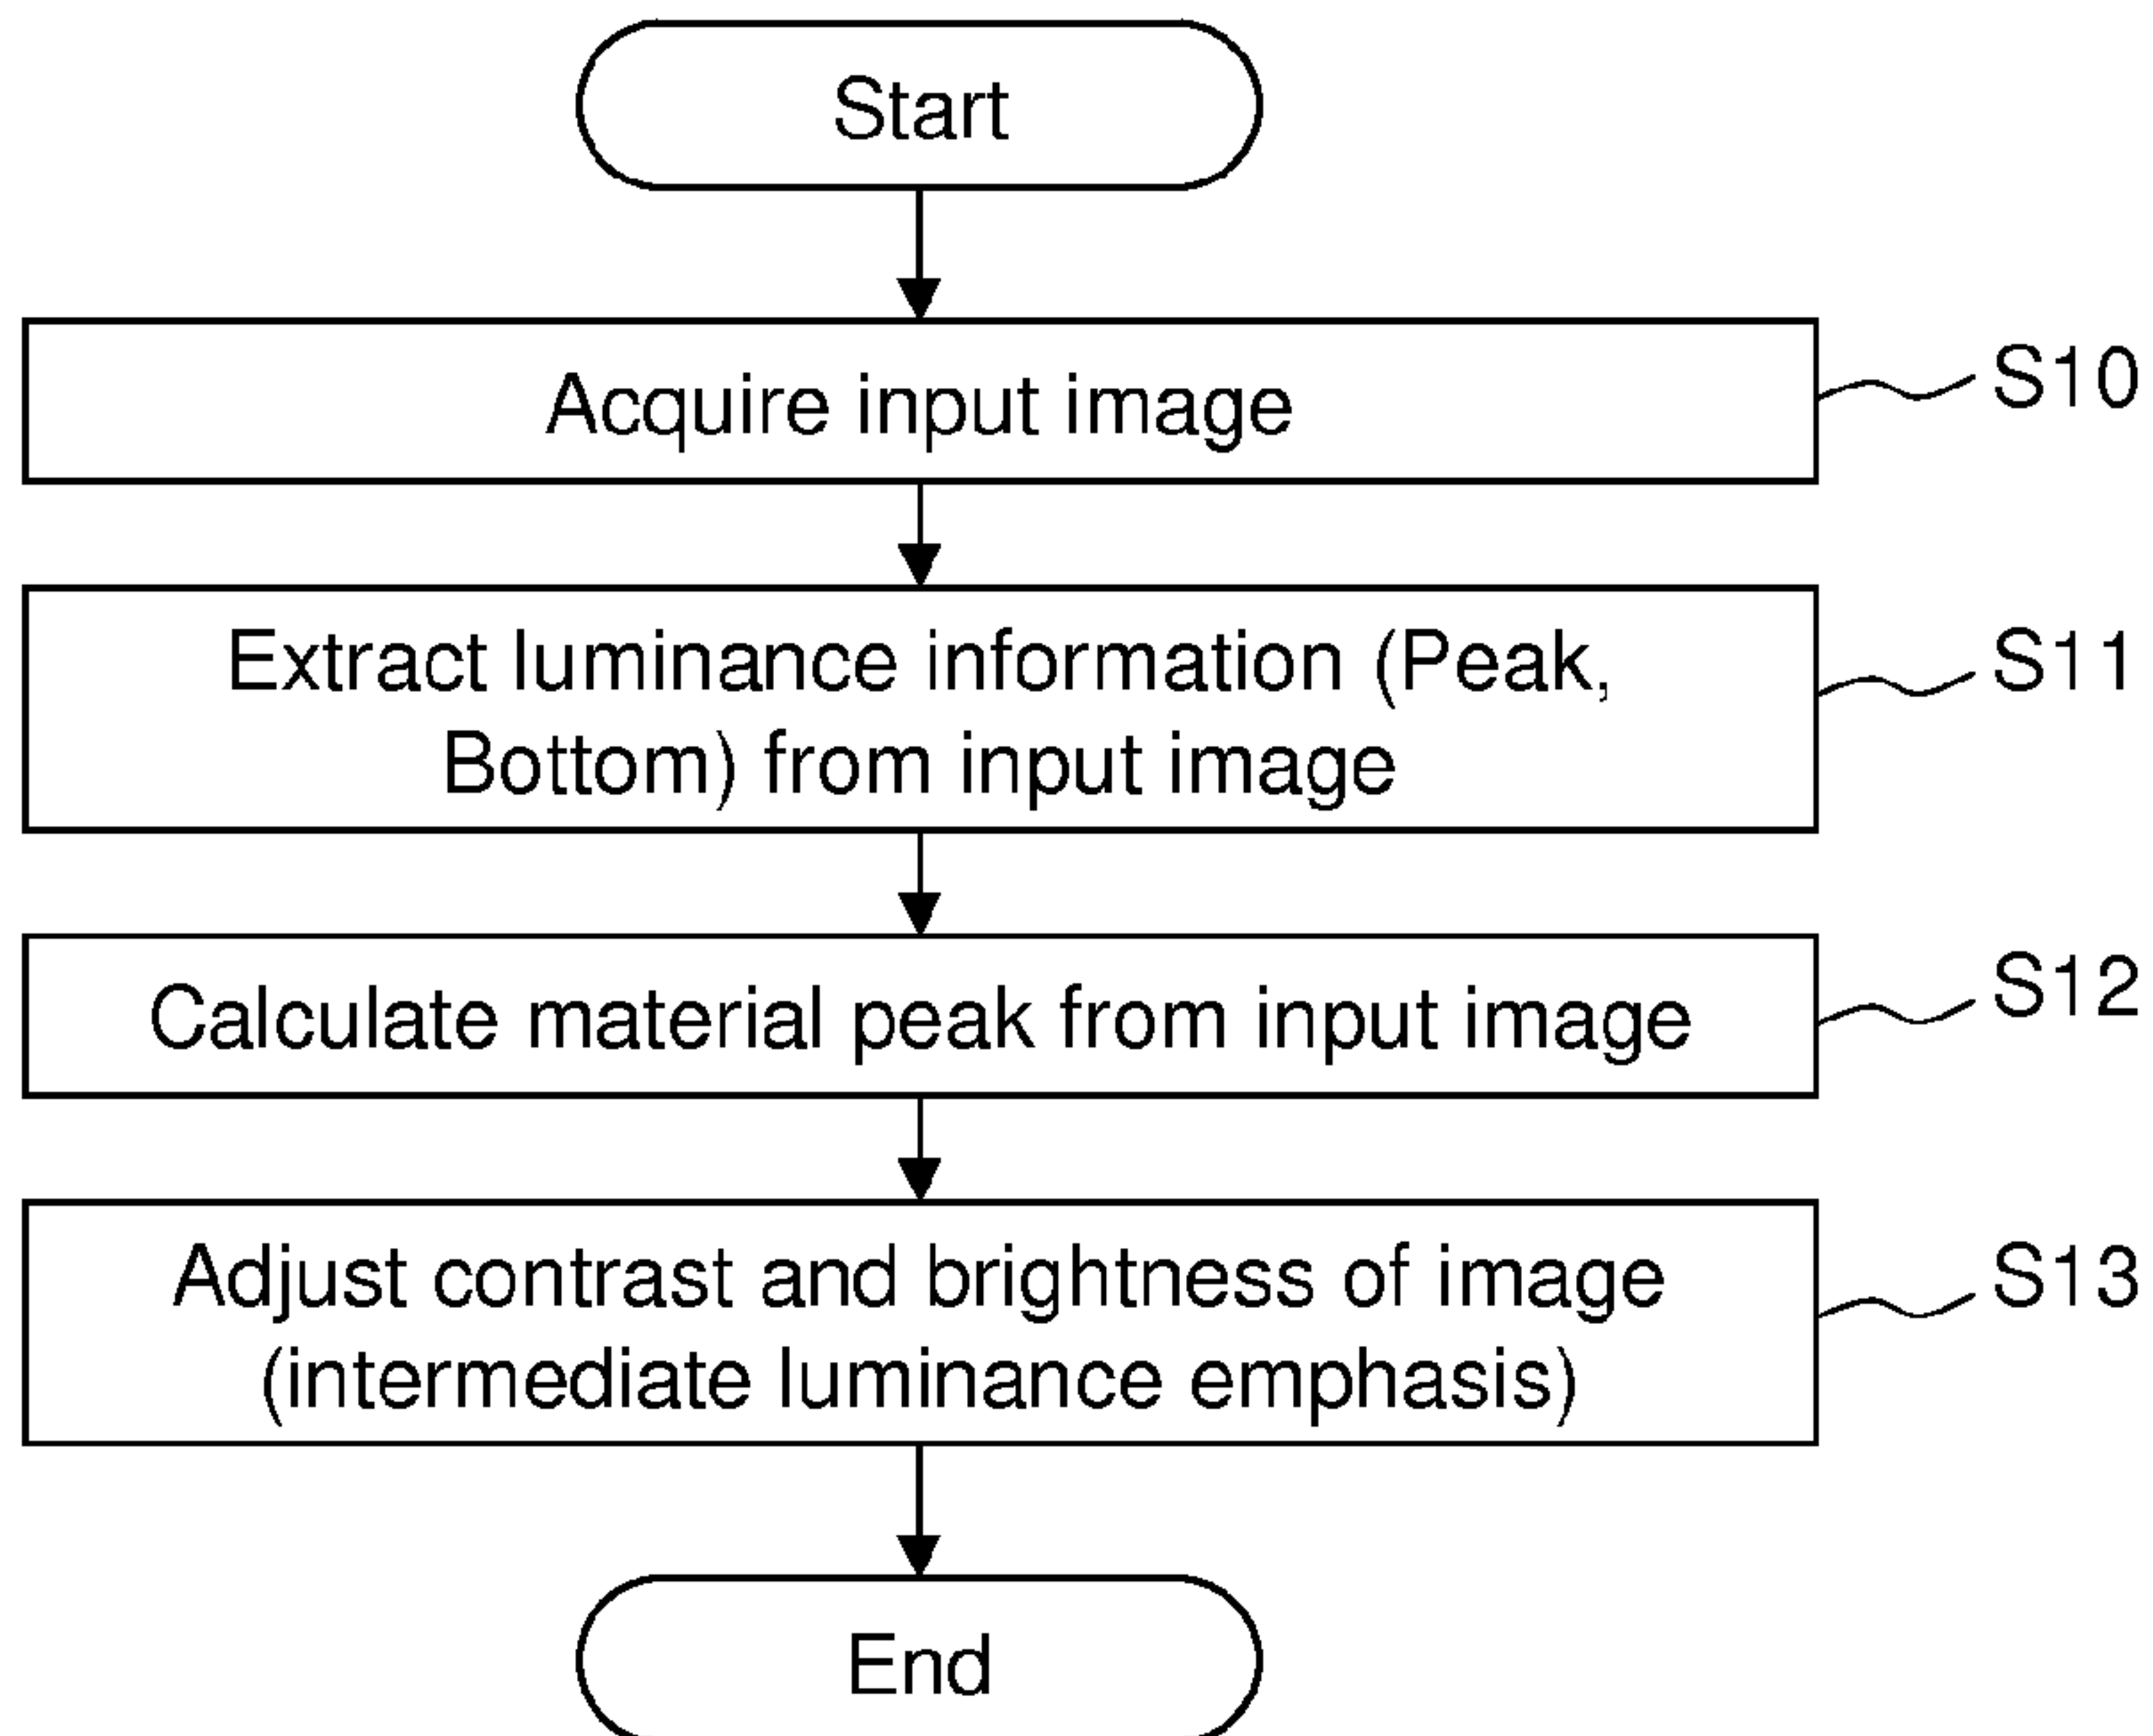 Start
Acquire input image
S10
Extract luminance information (Peak,
Bottom) from input image
S11
Calculate material peak from input image
S12
Adjust contrast and brightness of image
(intermediate luminance emphasis)
S13
End